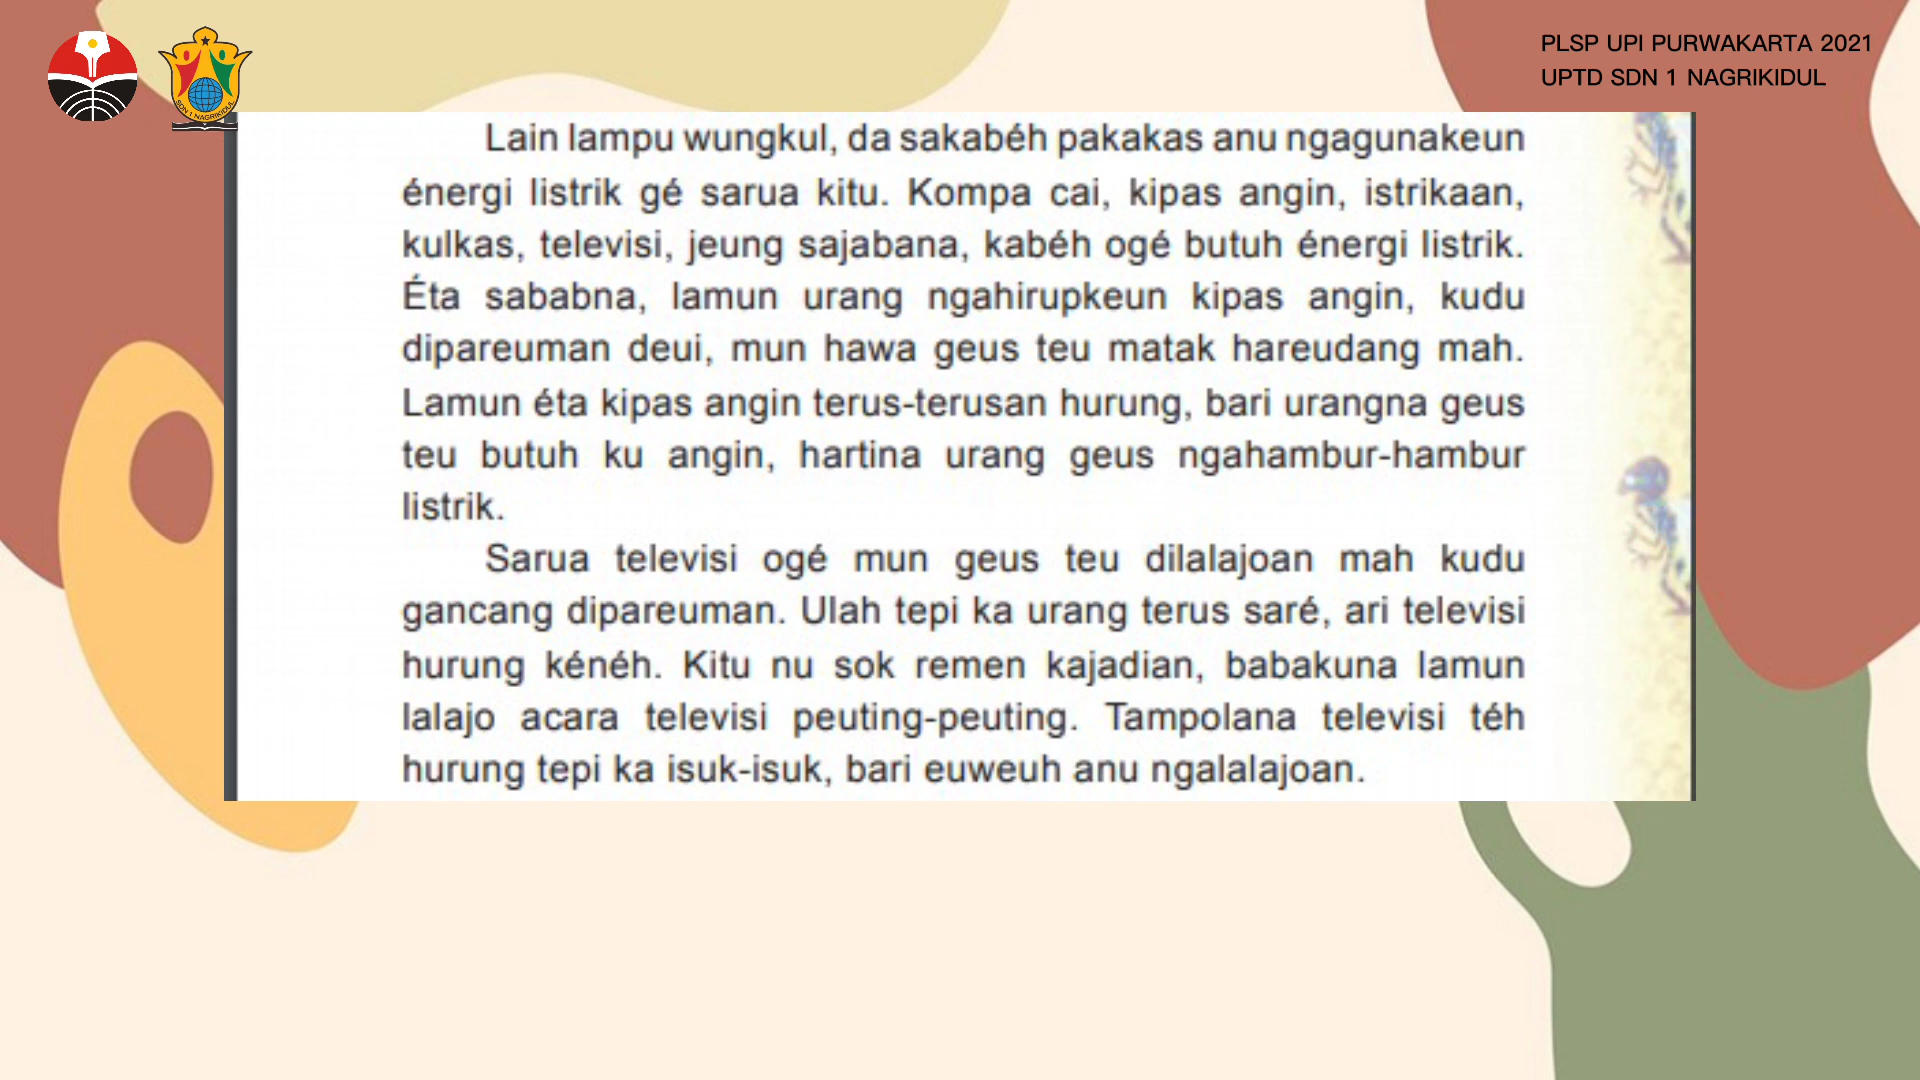 PLSP UPI PURWAKARTA 2021
UPTD SDN 1 NAGRIKIDUL
SDN 1 NAGRIKIDUL
Lain lampu wungkul, da sakabéh pakakas anu ngagunakeun
énergi listrik gé sarua kitu. Kompa cai, kipas angin, istrikaan,
kulkas, televisi, jeung sajabana, kabéh ogé butuh énergi listrik.
Éta sababna, lamun urang ngahirupkeun kipas angin, kudu
dipareuman deui, mun hawa geus teu matak hareudang mah.
Lamun éta kipas angin terus-terusan hurung, bari urangna geus
teu butuh ku angin, hartina urang geus ngahambur-hambur
listrik.
Sarua televisi ogé mun geus teu dilalajoan mah kudu
gancang dipareuman. Ulah tepi ka urang terus saré, ari televisi
hurung kénéh. Kitu nu sok remen kajadian, babakuna lamun
lalajo acara televisi peuting-peuting. Tampolana televisi téh
hurung tepi ka isuk-isuk, bari euweuh anu ngalalajoan.